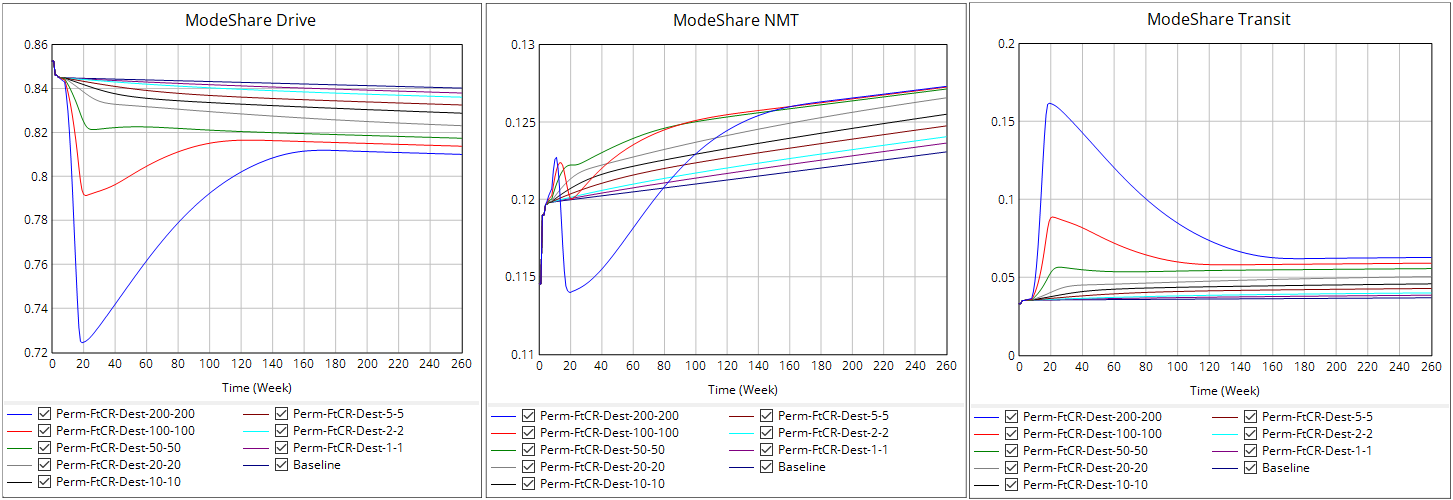 ModeShare Drive
0.86
0.84
0.82
0.8
0.78
0.76
0.74
0.72
0 20 40 60 80 100 120 140 160 180 200 220 240 260
Time (Week)
Perm-FtCR-Dest-200-200
Perm-FtCR-Dest-100-100
Perm-FtCR-Dest-50-50
Perm-FtCR-Dest-20-20
Perm-FtCR-Dest-10-10
Perm-FtCR-Dest-5-5
Perm-FtCR-Dest-2-2
Perm-FtCR-Dest-1-1
Baseline
ModeShare NMT
0.13
0.125
0.12
0.115
0.11
0 20 40 60 80 100 120 140 160 180 200 220 240 260
Time (Week)
Perm-FtCR-Dest-200-200
Perm-FtCR-Dest-100-100
Perm-FtCR-Dest-50-50
Perm-FtCR-Dest-20-20
Perm-FtCR-Dest-10-10
Perm-FtCR-Dest-5-5
Perm-FtCR-Dest-2-2
Perm-FtCR-Dest-1-1
Baseline
ModeShare Transit
0.2
0.15
0.1
0.05
0
0 20 40 60 80 100 120 140 160 180 200 220 240 260
Time (Week)
Perm-FtCR-Dest-200-200
Perm-FtCR-Dest-100-100
Perm-FtCR-Dest-50-50
Perm-FtCR-Dest-20-20
Perm-FtCR-Dest-10-10
Perm-FtCR-Dest-5-5
Perm-FtCR-Dest-2-2
Perm-FtCR-Dest-1-1
Baseline